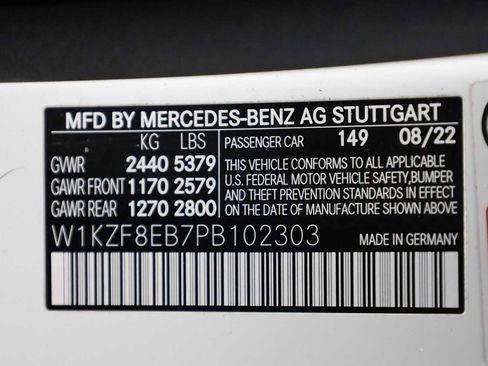 MFD BY MERCEDES-BENZ AG STUTTGART
KG LBS PASSENGER CAR 149 08/22
GVWR 2440 5379 THIS VEHICLE CONFORMS TO ALL APPLICABLE
GAWR FRONT 1170 2579 U.S. FEDERAL MOTOR VEHICLE SAFETY,BUMPER
GAWR REAR 1270 2800 AND THEFT PREVENTION STANDARDS IN EFFECT
ON THE DATE OF MANUFACTURE SHOWN ABOVE.
W1KZF8EB7PB102303 MADE IN GERMANY